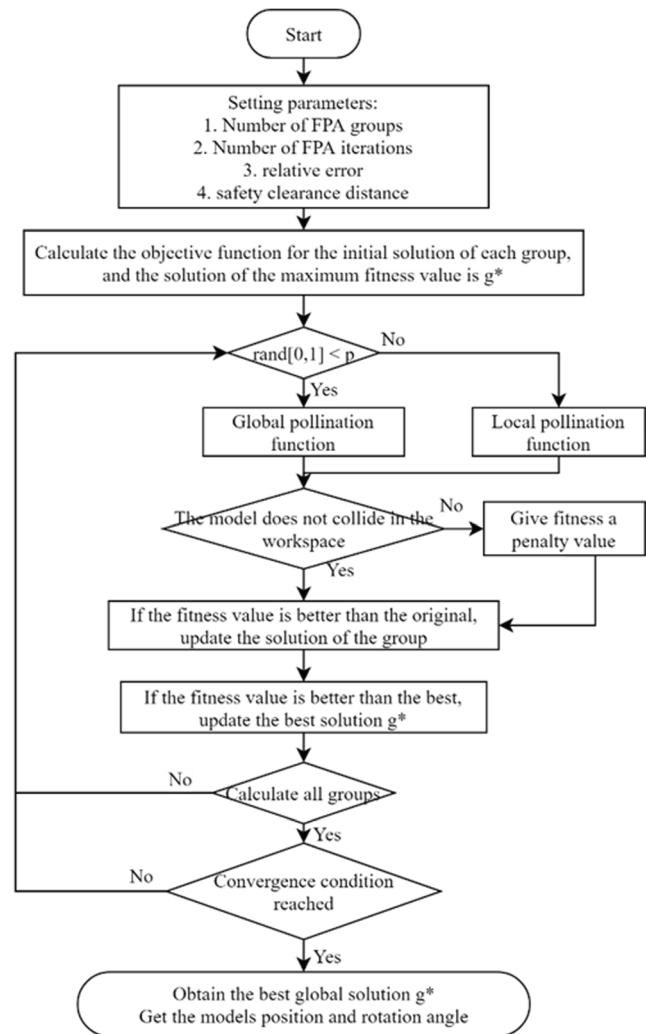 Start
Setting parameters:
1. Number of FPA groups
2. Number of FPA iterations
3. relative error
4. safety clearance distance
Calculate the objective function for the initial solution of each group,
and the solution of the maximum fitness value is g*
rand[0,1] < p
No
Yes
Global pollination
function
Local pollination
function
The model does not collide in the
workspace
No
Give fitness a
penalty value
Yes
If the fitness value is better than the original,
update the solution of the group
If the fitness value is better than the best,
update the best solution g*
No
Calculate all groups
Yes
No
Convergence condition
reached
Yes
Obtain the best global solution g*
Get the models position and rotation angle